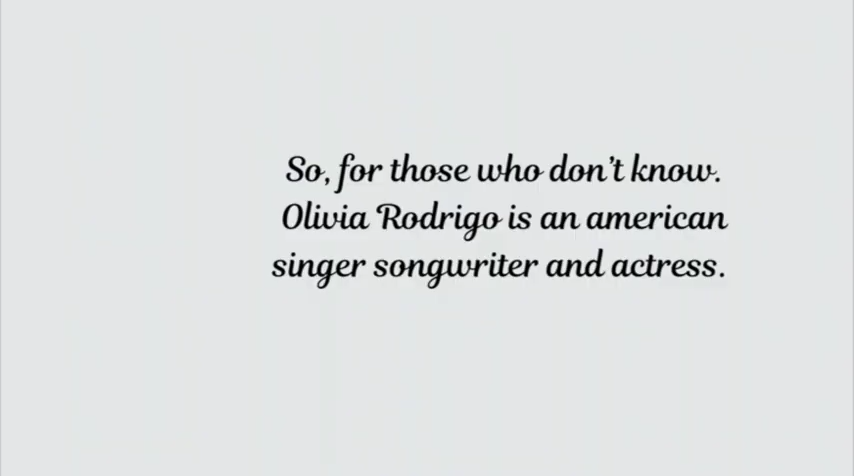 So, for those who don't know.
Olivia Rodrigo is an american
singer songwriter and actress.